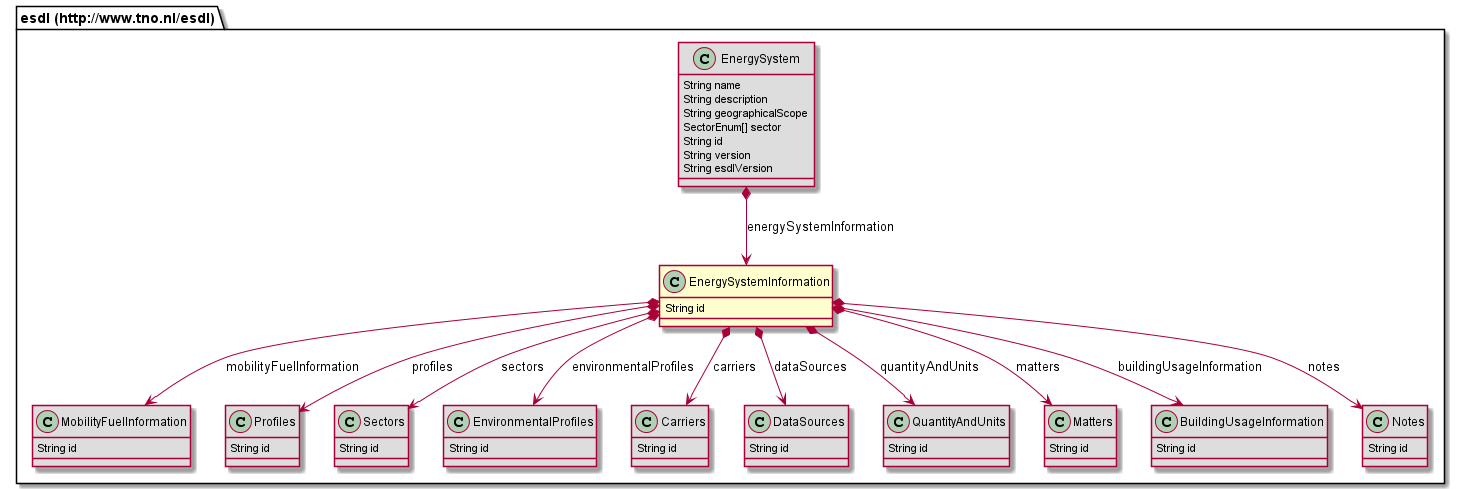 esdl (http://www.tno.nl/esdl)
C EnergySystem
String name
String description
String geographicalScope
SectorEnum[] sector
String id
String version
String esdlVersion
energySystemInformation
C EnergySystemInformation
String id
mobilityFuelInformation profiles sectors environmentalProfiles carriers dataSources quantityAndUnits matters buildingUsageInformation notes
C MobilityFuelInformation C Profiles C Sectors C EnvironmentalProfiles C Carriers C DataSources C QuantityAndUnits C Matters C BuildingUsageInformation C Notes
String id String id String id String id String id String id String id String id String id String id